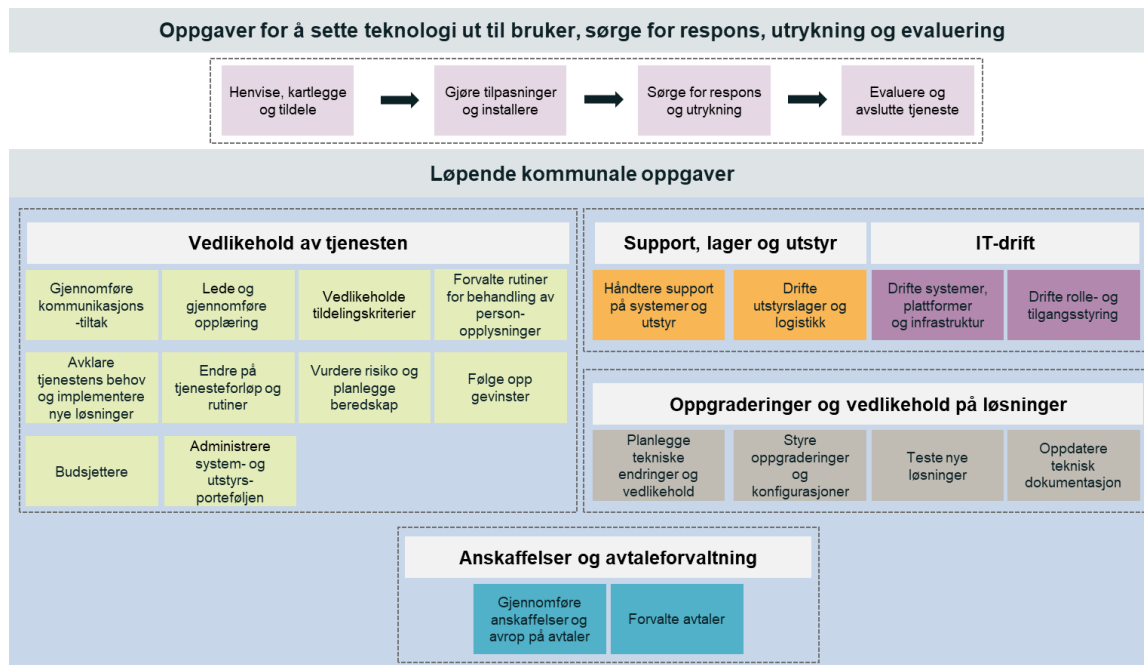 Oppgaver for å sette teknologi ut til bruker, sørge for respons, utrykning og evaluering
Henvise, kartlegge
og tildele
Gjøre tilpasninger
og installere
Sørge for respons
og utrykning
Evaluere og
avslutte tjeneste
Løpende kommunale oppgaver
Vedlikehold av tjenesten
Gjennomføre
kommunikasjons
-tiltak
Lede og
gjennomføre
opplæring
Vedlikeholde
tildelingskriterier
Forvalte rutiner
for behandling av
person-
opplysninger
Avklare
tjenestens behov
og implementere
nye løsninger
Endre på
tjenesteforløp og
rutiner
Vurdere risiko og
planlegge
beredskap
Følge opp
gevinster
Budsjettere
Administrere
system- og
utstyrs-
porteføljen
Support, lager og utstyr
Håndtere support
på systemer og
utstyr
Drifte
utstyrslager og
logistikk
IT-drift
Drifte systemer,
plattformer
og infrastruktur
Drifte rolle- og
tilgangsstyring
Oppgraderinger og vedlikehold på løsninger
Planlegge
tekniske
endringer og
vedlikehold
Styre
oppgraderinger
og
konfigurasjoner
Teste nye
løsninger
Oppdatere
teknisk
dokumentasjon
Anskaffelser og avtaleforvaltning
Gjennomføre
anskaffelser og
avrop på avtaler
Forvalte avtaler